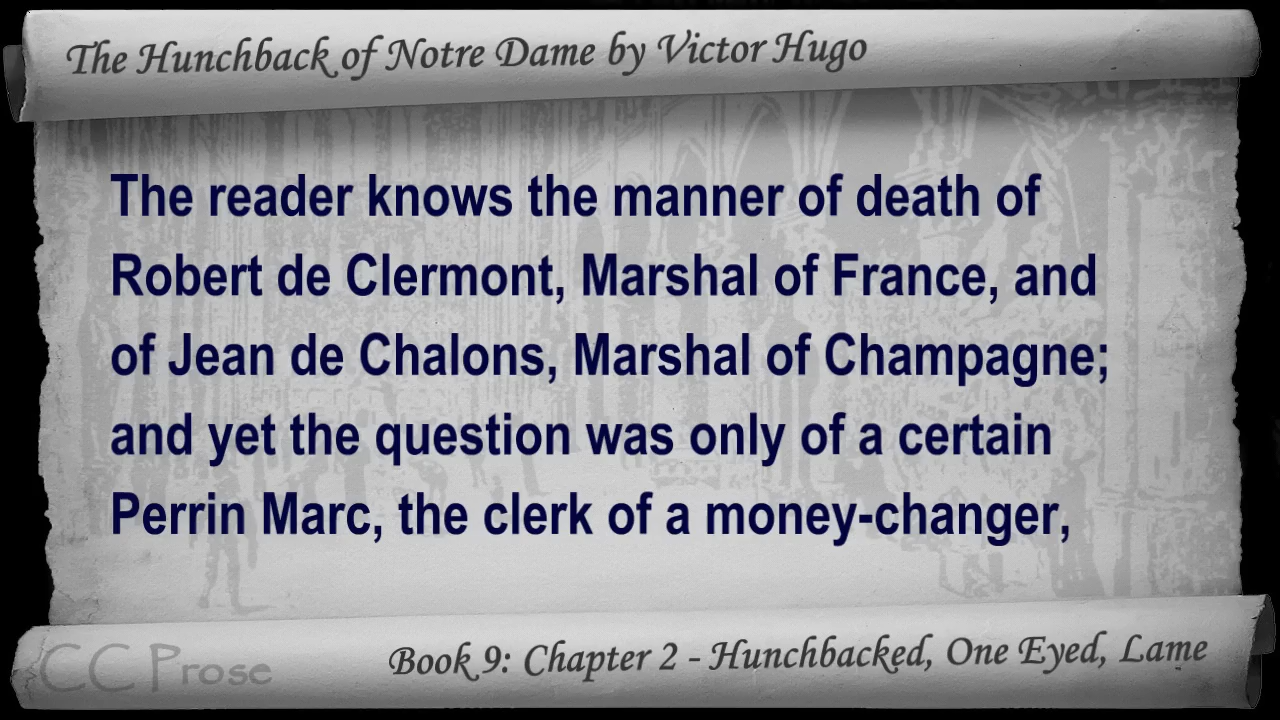 The Hunchback of Notre Dame by Victor Hugo
The reader knows the manner of death of
Robert de Clermont, Marshal of France, and
of Jean de Chalons, Marshal of Champagne;
and yet the question was only of a certain
Perrin Marc, the clerk of a money-changer,
CC Prose
Book 9: Chapter 2 - Hunchbacked, One Eyed, Lame